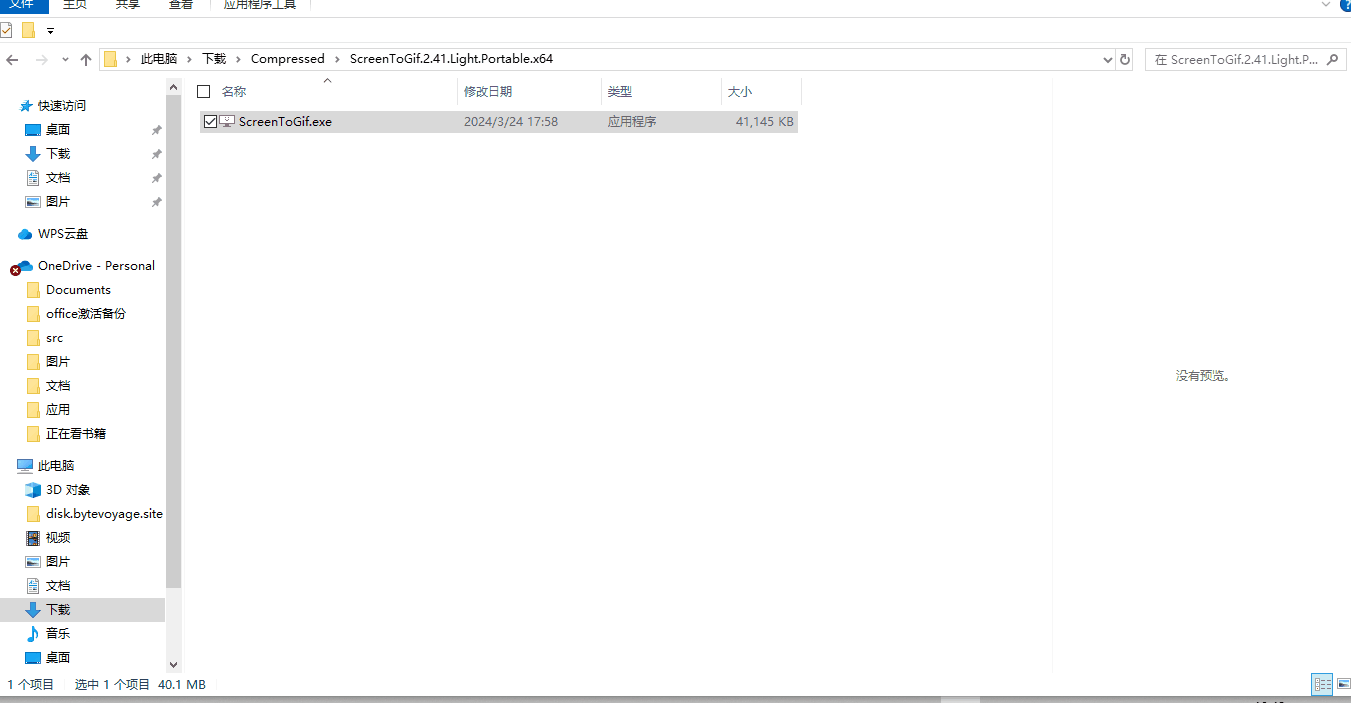 文件 主页 共享 查看 应用程序工具
此电脑 › 下载 › Compressed › ScreenToGif.2.41.Light.Portable.x64
在 ScreenToGif.2.41.Light.P...
名称 修改日期 类型 大小
ScreenToGif.exe 2024/3/24 17:58 应用程序 41,145 KB
快速访问
桌面
下载
文档
图片
WPS云盘
OneDrive - Personal
Documents
office激活备份
src
图片
文档
应用
正在看书籍
此电脑
3D 对象
disk.bytevoyage.site
视频
图片
文档
下载
音乐
桌面
没有预览。
1 个项目 选中 1 个项目 40.1 MB